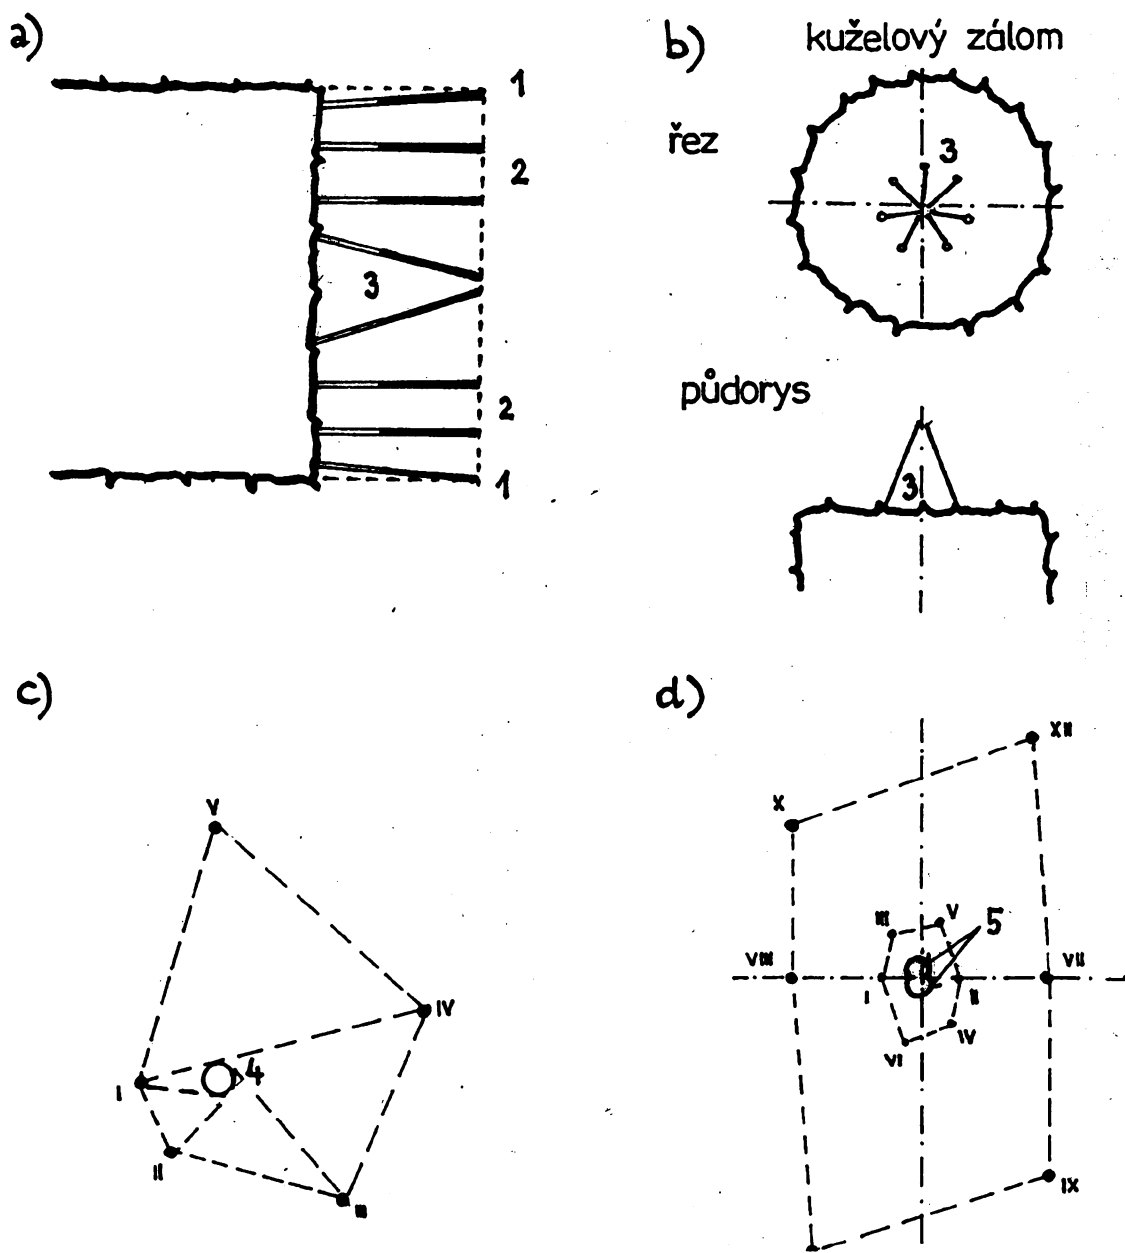 a)
1
2
3
2
1
b)
kuželový zálom
řez
3
půdorys
3
c)
V
IV
4
I
II
III
d)
XII
X
III
V
5
VIII
VII
I
II
IV
VI
IX